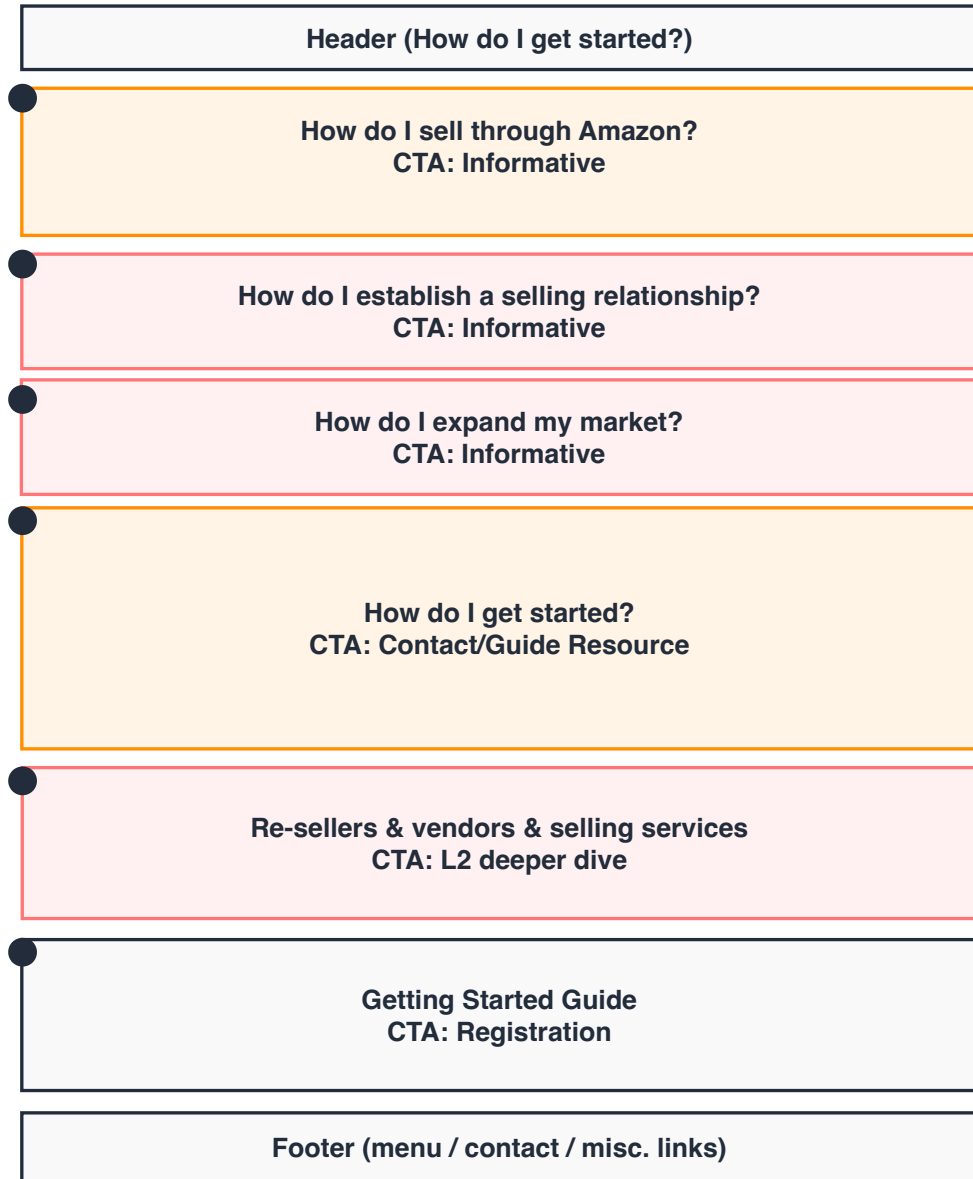 Header (How do I get started?)
How do I sell through Amazon?
CTA: Informative
How do I establish a selling relationship?
CTA: Informative
How do I expand my market?
CTA: Informative
How do I get started?
CTA: Contact/Guide Resource
Re-sellers & vendors & selling services
CTA: L2 deeper dive
Getting Started Guide
CTA: Registration
Footer (menu / contact / misc. links)